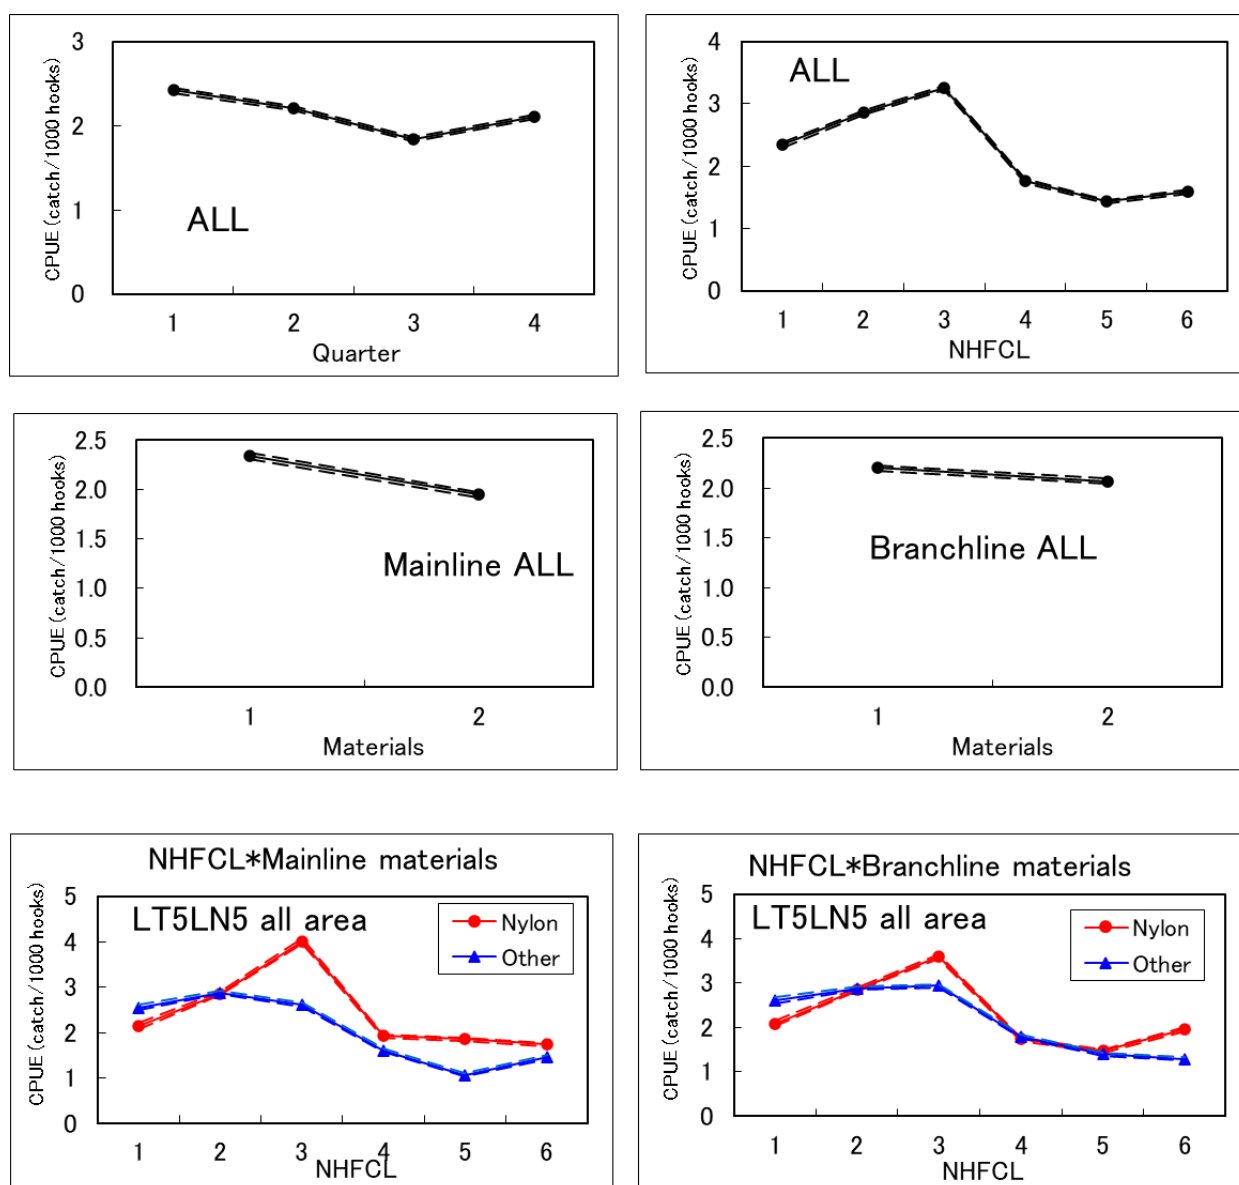 3
2
1
0
CPUE (catch/1000 hooks)
ALL
1 2 3 4
Quarter
4
3
2
1
0
CPUE (catch/1000 hooks)
ALL
1 2 3 4 5 6
NHFCL
2.5
2.0
1.5
1.0
0.5
0.0
CPUE (catch/1000 hooks)
Mainline ALL
1 2
Materials
2.5
2.0
1.5
1.0
0.5
0.0
CPUE (catch/1000 hooks)
Branchline ALL
1 2
Materials
NHFCL*Mainline materials
5
4
3
2
1
0
CPUE (catch/1000 hooks)
LT5LN5 all area
Nylon
Other
1 2 3 4 5 6
NHFCL
NHFCL*Branchline materials
5
4
3
2
1
0
CPUE (catch/1000 hooks)
LT5LN5 all area
Nylon
Other
1 2 3 4 5 6
NHFCL